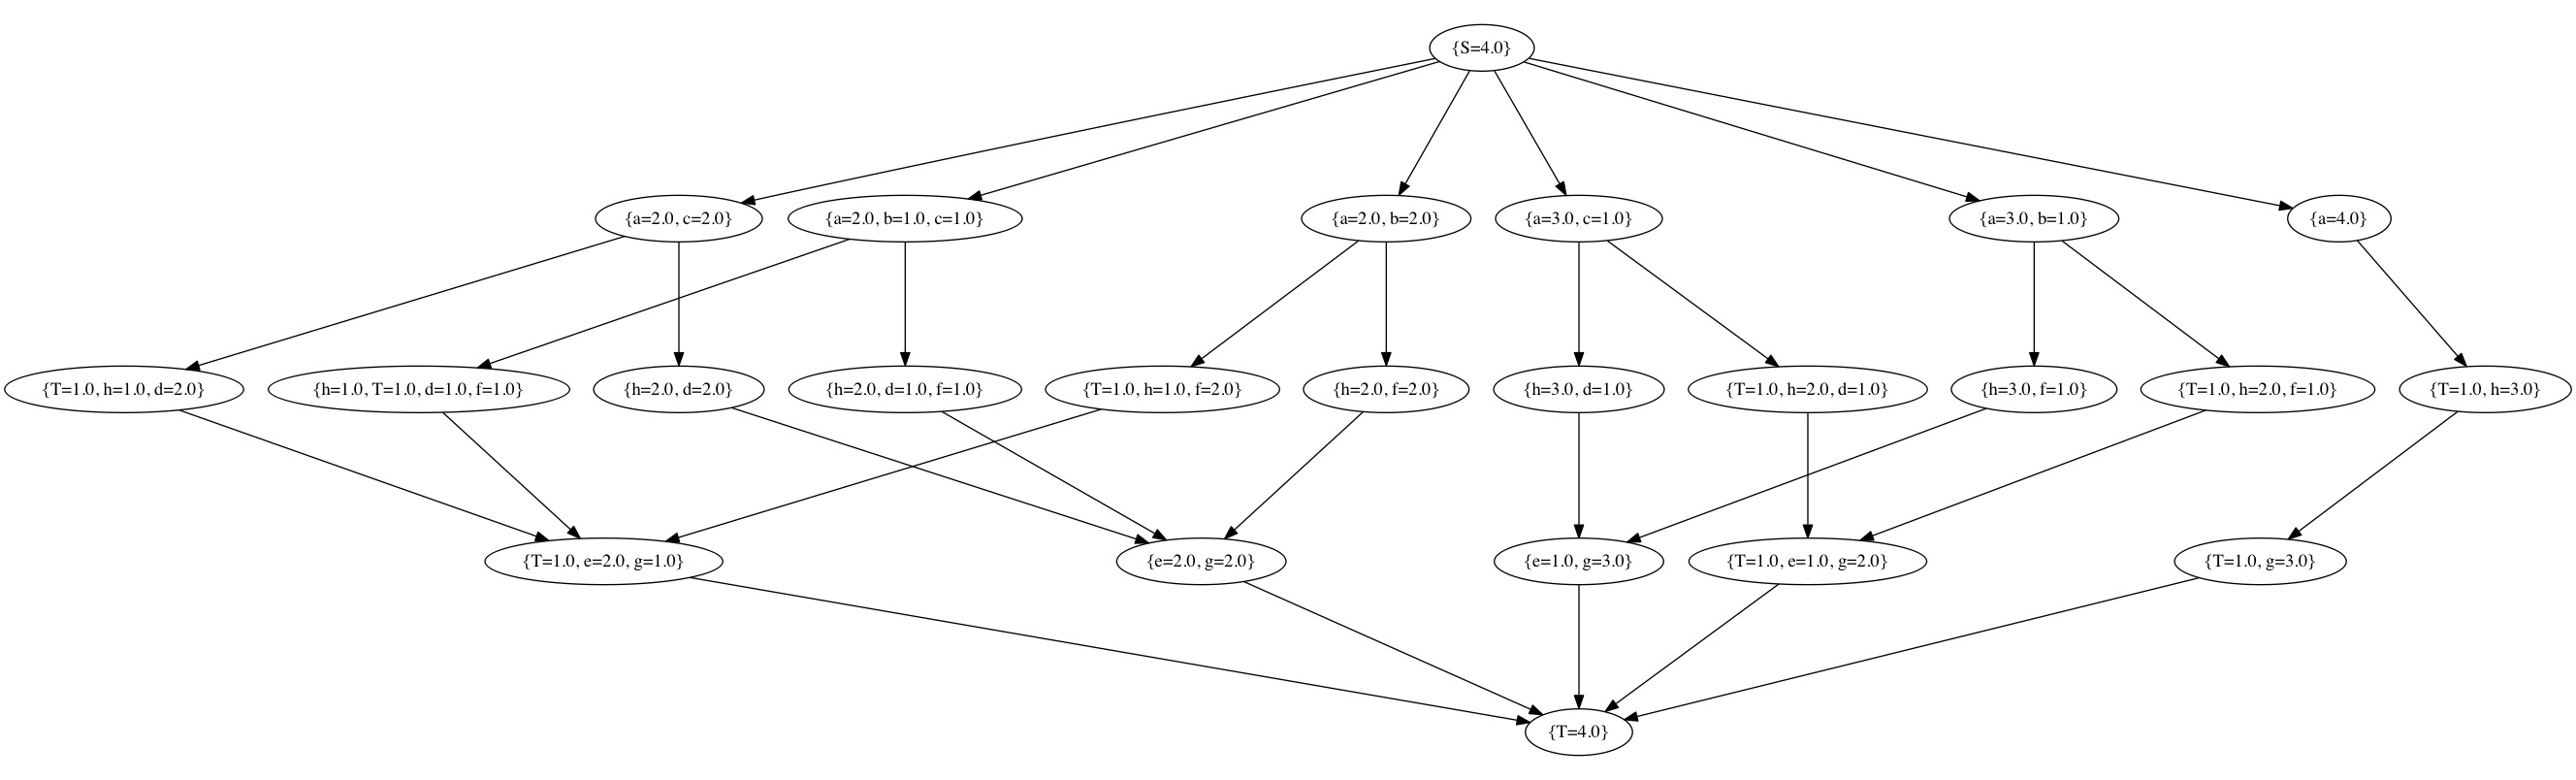 {S=4.0}
{a=2.0, c=2.0}
{a=2.0, b=1.0, c=1.0}
{a=2.0, b=2.0}
{a=3.0, c=1.0}
{a=3.0, b=1.0}
{a=4.0}
{T=1.0, h=1.0, d=2.0}
{h=1.0, T=1.0, d=1.0, f=1.0}
{h=2.0, d=2.0}
{h=2.0, d=1.0, f=1.0}
{T=1.0, h=1.0, f=2.0}
{h=2.0, f=2.0}
{h=3.0, d=1.0}
{T=1.0, h=2.0, d=1.0}
{h=3.0, f=1.0}
{T=1.0, h=2.0, f=1.0}
{T=1.0, h=3.0}
{T=1.0, e=2.0, g=1.0}
{e=2.0, g=2.0}
{e=1.0, g=3.0}
{T=1.0, e=1.0, g=2.0}
{T=1.0, g=3.0}
{T=4.0}